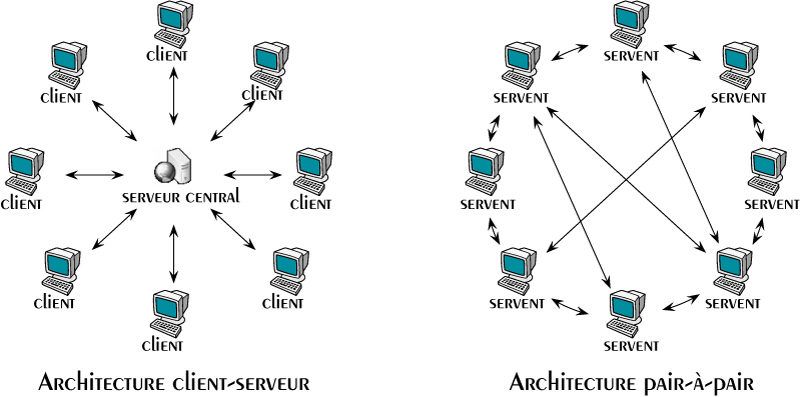 CLIENT
CLIENT
CLIENT
CLIENT
SERVEUR CENTRAL
CLIENT
CLIENT
CLIENT
CLIENT
ARCHITECTURE CLIENT-SERVEUR
SERVENT
SERVENT
SERVENT
SERVENT
SERVENT
SERVENT
SERVENT
SERVENT
ARCHITECTURE PAIR-À-PAIR